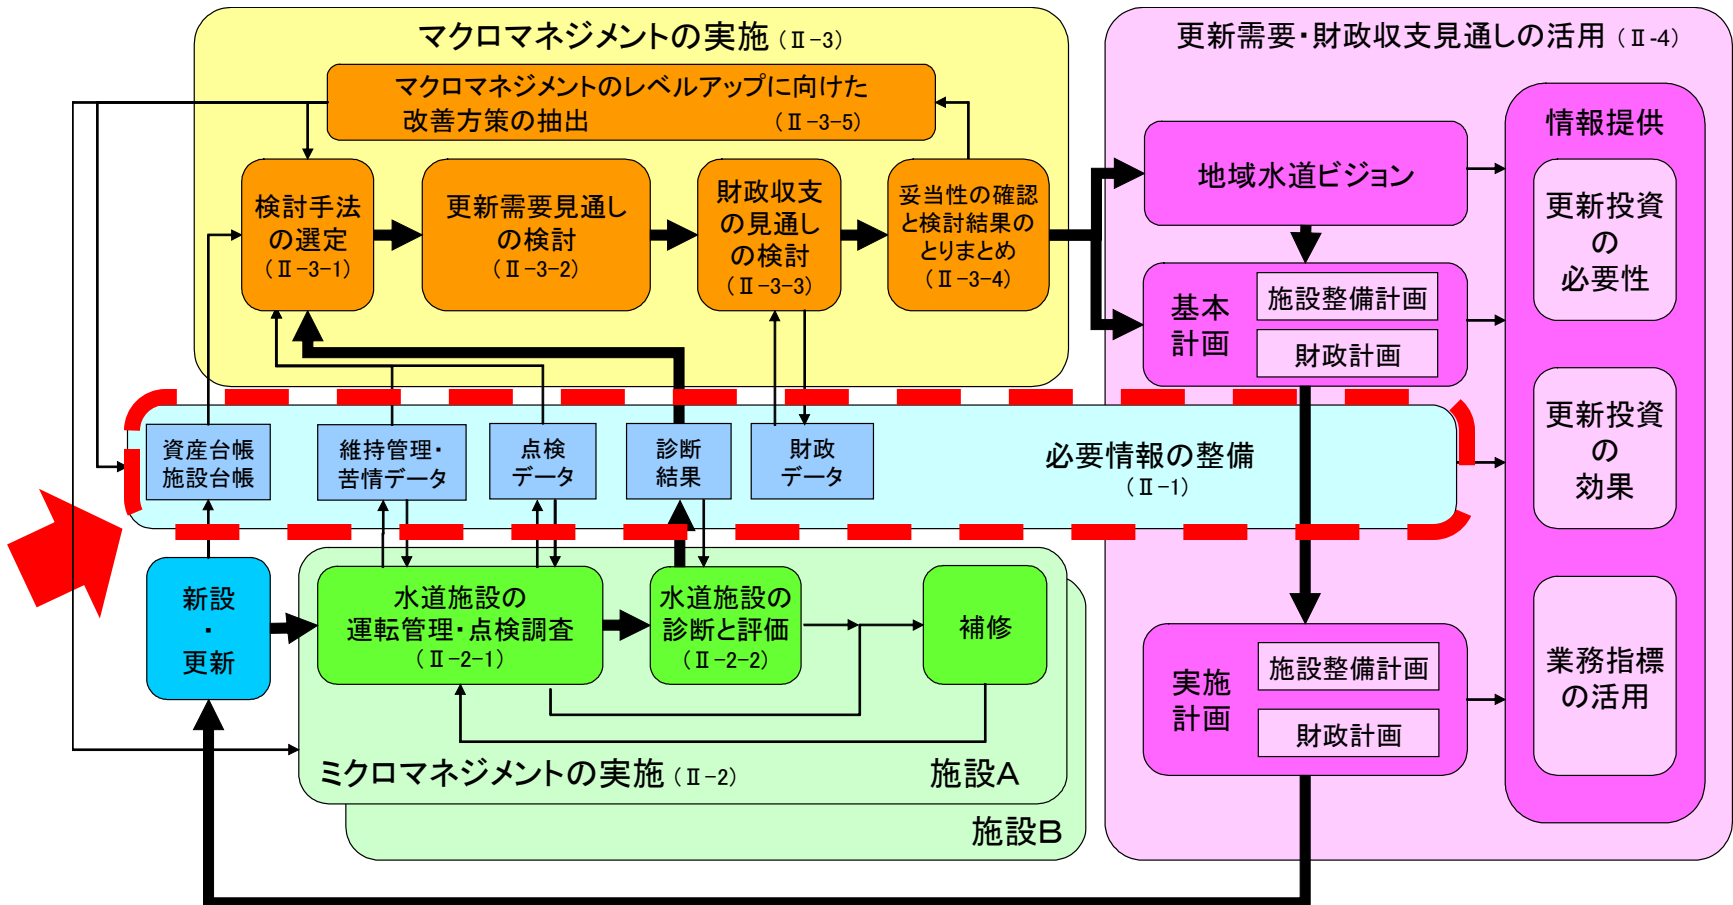 マクロマネジメントの実施（Ⅱ-3）
マクロマネジメントのレベルアップに向けた
改善方策の抽出 （Ⅱ-3-5）
検討手法
の選定
（Ⅱ-3-1）
更新需要見通し
の検討
（Ⅱ-3-2）
財政収支
の見通し
の検討
（Ⅱ-3-3）
妥当性の確認
と検討結果の
とりまとめ
（Ⅱ-3-4）
更新需要・財政収支見通しの活用（Ⅱ-4）
地域水道ビジョン
基本
計画
施設整備計画
財政計画
実施
計画
施設整備計画
財政計画
情報提供
更新投資
の
必要性
更新投資
の
効果
業務指標
の活用
資産台帳
施設台帳
維持管理・
苦情データ
点検
データ
診断
結果
財政
データ
必要情報の整備
（Ⅱ-1）
新設
・
更新
水道施設の
運転管理・点検調査
（Ⅱ-2-1）
水道施設の
診断と評価
（Ⅱ-2-2）
補修
ミクロマネジメントの実施（Ⅱ-2）
施設A
施設B